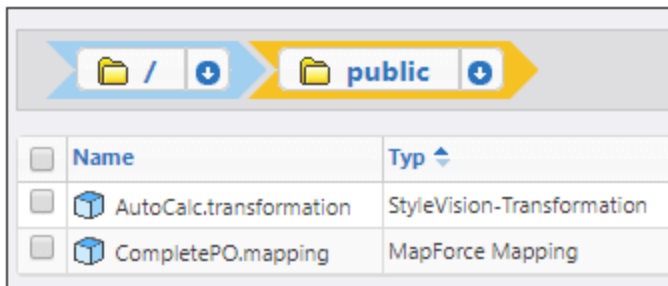 / public
Name Typ
AutoCalc.transformation StyleVision-Transformation
CompletePO.mapping MapForce Mapping